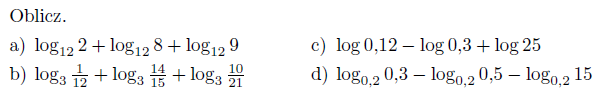 Oblicz.
a) log₁₂ 2 + log₁₂ 8 + log₁₂ 9 c) log 0,12 − log 0,3 + log 25
b) log₃ 1/12 + log₃ 14/15 + log₃ 10/21 d) log₀,₂ 0,3 − log₀,₂ 0,5 − log₀,₂ 15